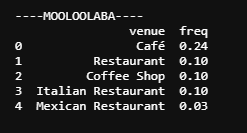 ----MOOLOOLABA----
venue freq
0 Café 0.24
1 Restaurant 0.10
2 Coffee Shop 0.10
3 Italian Restaurant 0.10
4 Mexican Restaurant 0.03